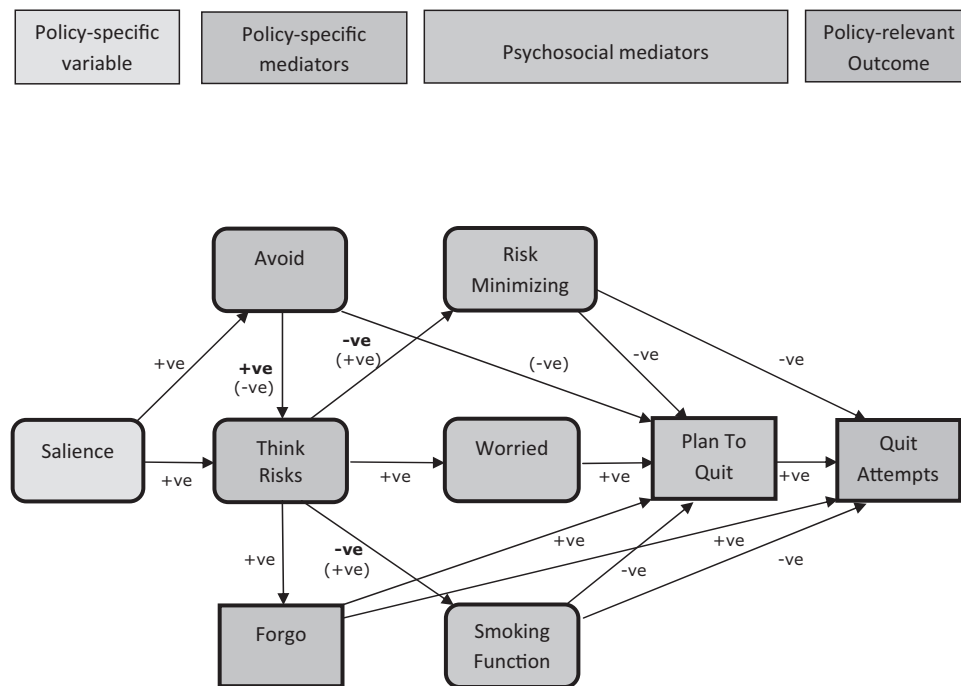 Policy-specific
variable
Policy-specific
mediators
Psychosocial mediators
Policy-relevant
Outcome
Avoid
Risk
Minimizing
+ve
+ve
(-ve)
-ve
(+ve)
(-ve)
-ve
-ve
Salience
+ve
Think
Risks
+ve
Worried
+ve
Plan To
Quit
+ve
Quit
Attempts
+ve
-ve
(+ve)
+ve
+ve
-ve
-ve
Forgo
Smoking
Function